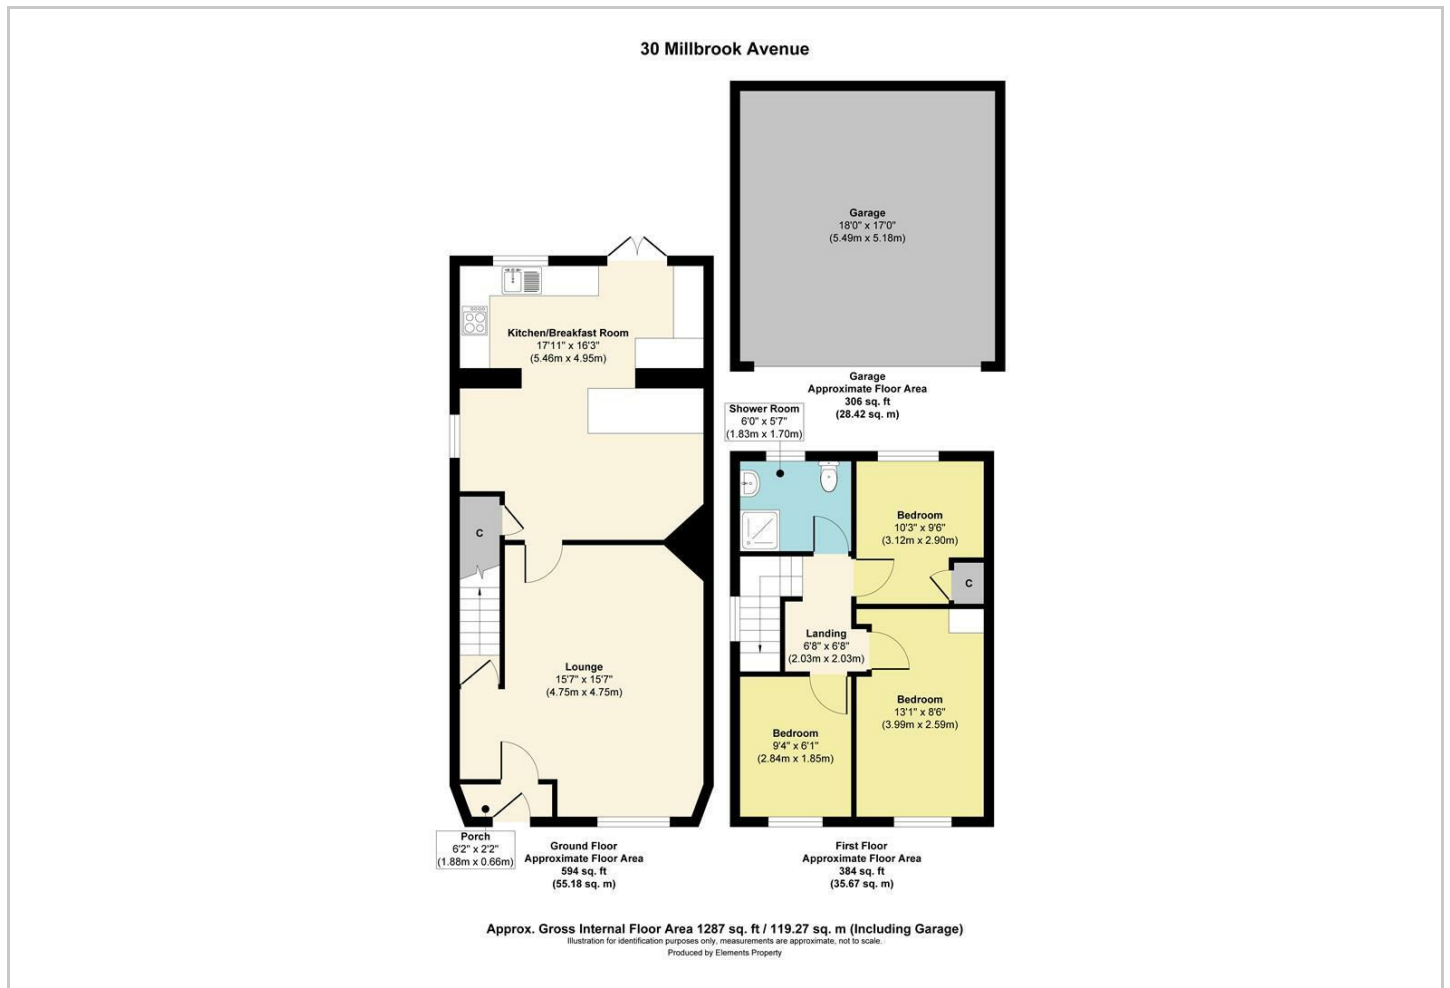 30 Millbrook Avenue
Garage
18'0" x 17'0"
(5.49m x 5.18m)
Garage
Approximate Floor Area
306 sq. ft
(28.42 sq. m)
Kitchen/Breakfast Room
17'11" x 16'3"
(5.46m x 4.95m)
C
Lounge
15'7" x 15'7"
(4.75m x 4.75m)
Porch
6'2" x 2'2"
(1.88m x 0.66m)
Ground Floor
Approximate Floor Area
594 sq. ft
(55.18 sq. m)
Shower Room
6'0" x 5'7"
(1.83m x 1.70m)
Bedroom
10'3" x 9'6"
(3.12m x 2.90m)
C
Landing
6'8" x 6'8"
(2.03m x 2.03m)
Bedroom
13'1" x 8'6"
(3.99m x 2.59m)
Bedroom
9'4" x 6'1"
(2.84m x 1.85m)
First Floor
Approximate Floor Area
384 sq. ft
(35.67 sq. m)
Approx. Gross Internal Floor Area 1287 sq. ft / 119.27 sq. m (Including Garage)
Illustration for identification purposes only, measurements are approximate, not to scale.
Produced by Elements Property